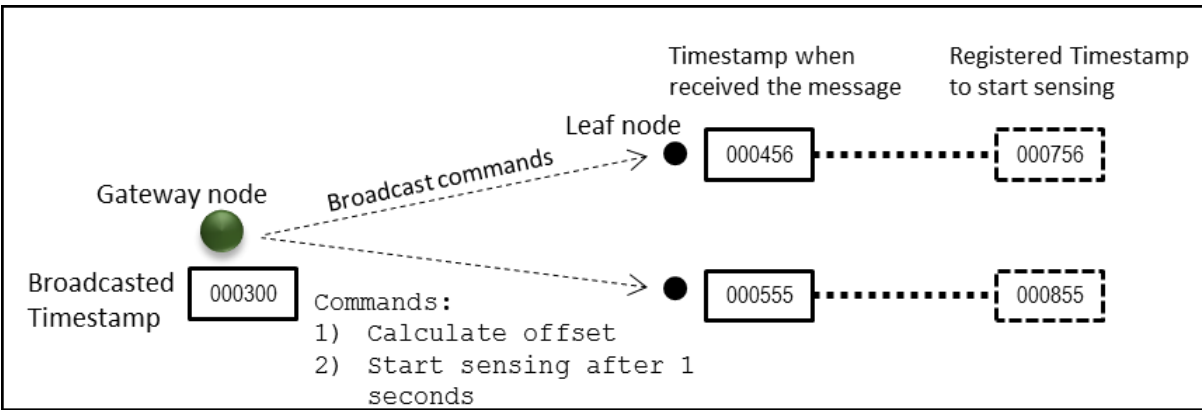 Timestamp when
received the message
Registered Timestamp
to start sensing
Leaf node
000456
000756
Broadcast commands
Gateway node
Broadcasted
Timestamp
000300
000555
000855
Commands:
1) Calculate offset
2) Start sensing after 1
seconds